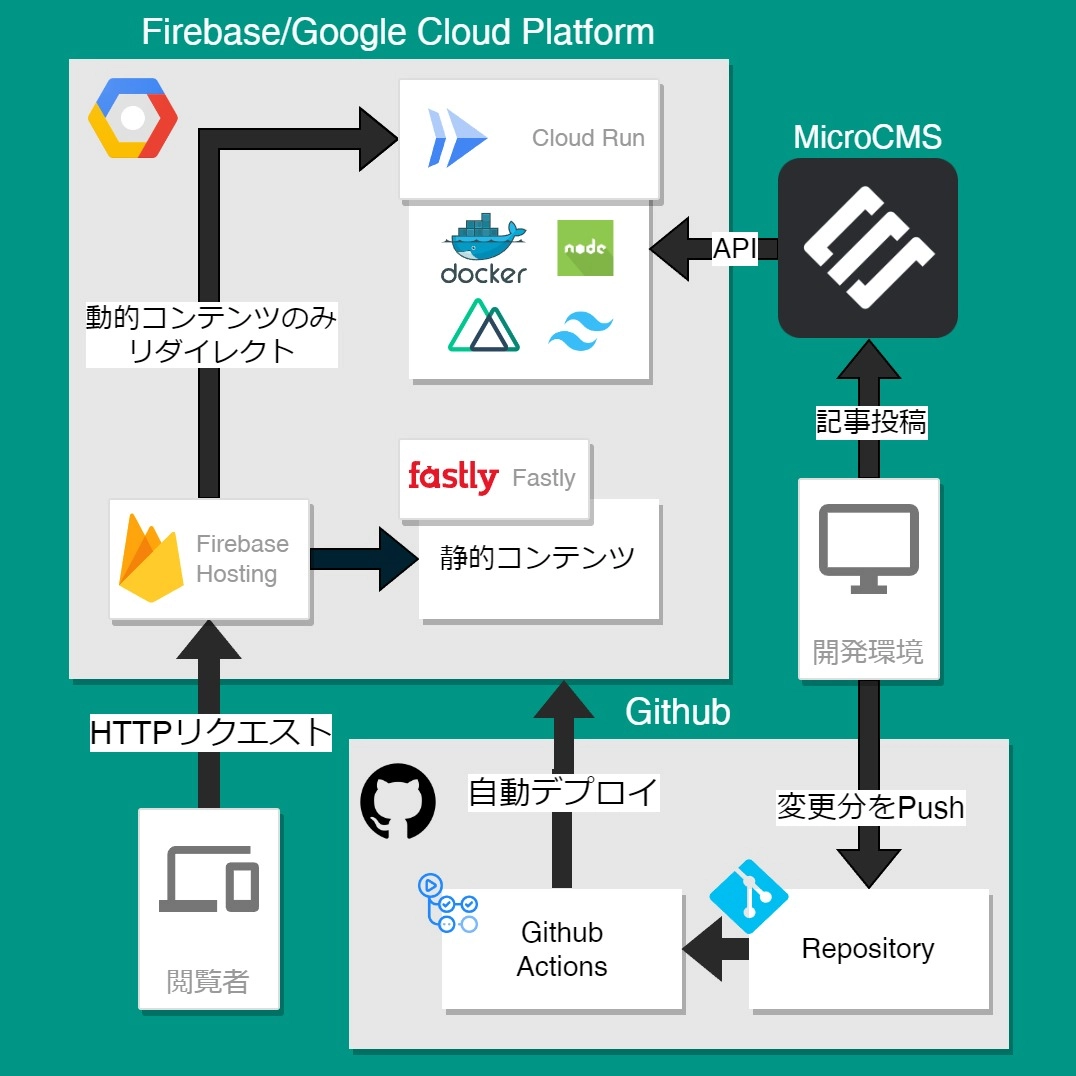 Firebase/Google Cloud Platform
Cloud Run
MicroCMS
docker
node
API
動的コンテンツのみ
リダイレクト
記事投稿
fastly
Fastly
Firebase
Hosting
静的コンテンツ
開発環境
HTTPリクエスト
Github
自動デプロイ
変更分をPush
Github
Actions
Repository
閲覧者